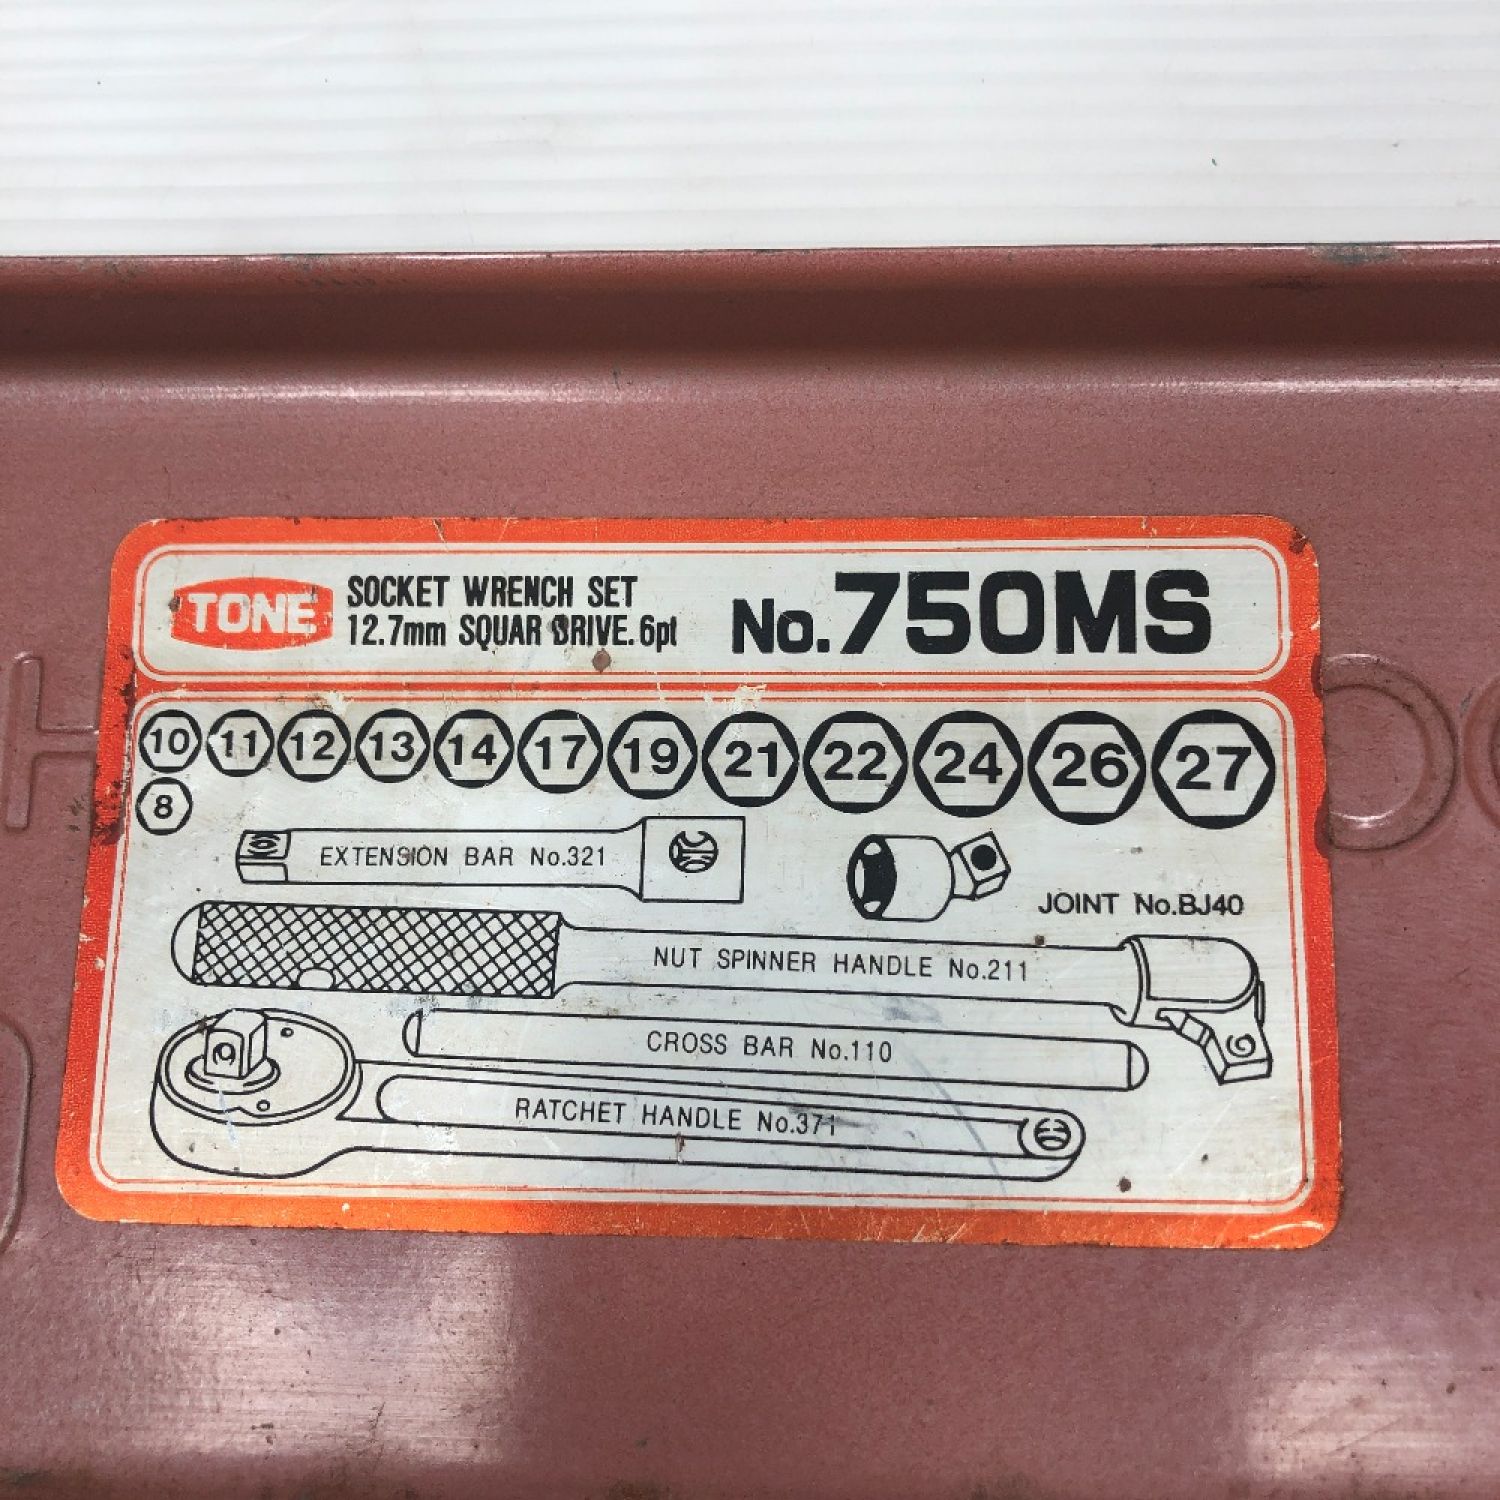 TONE
SOCKET WRENCH SET
12.7mm SQUAR DRIVE. 6pt
No.750MS
10 11 12 13 14 17 19 21 22 24 26 27
8
EXTENSION BAR No.321
JOINT No.BJ40
NUT SPINNER HANDLE No.211
CROSS BAR No.110
RATCHET HANDLE No.371